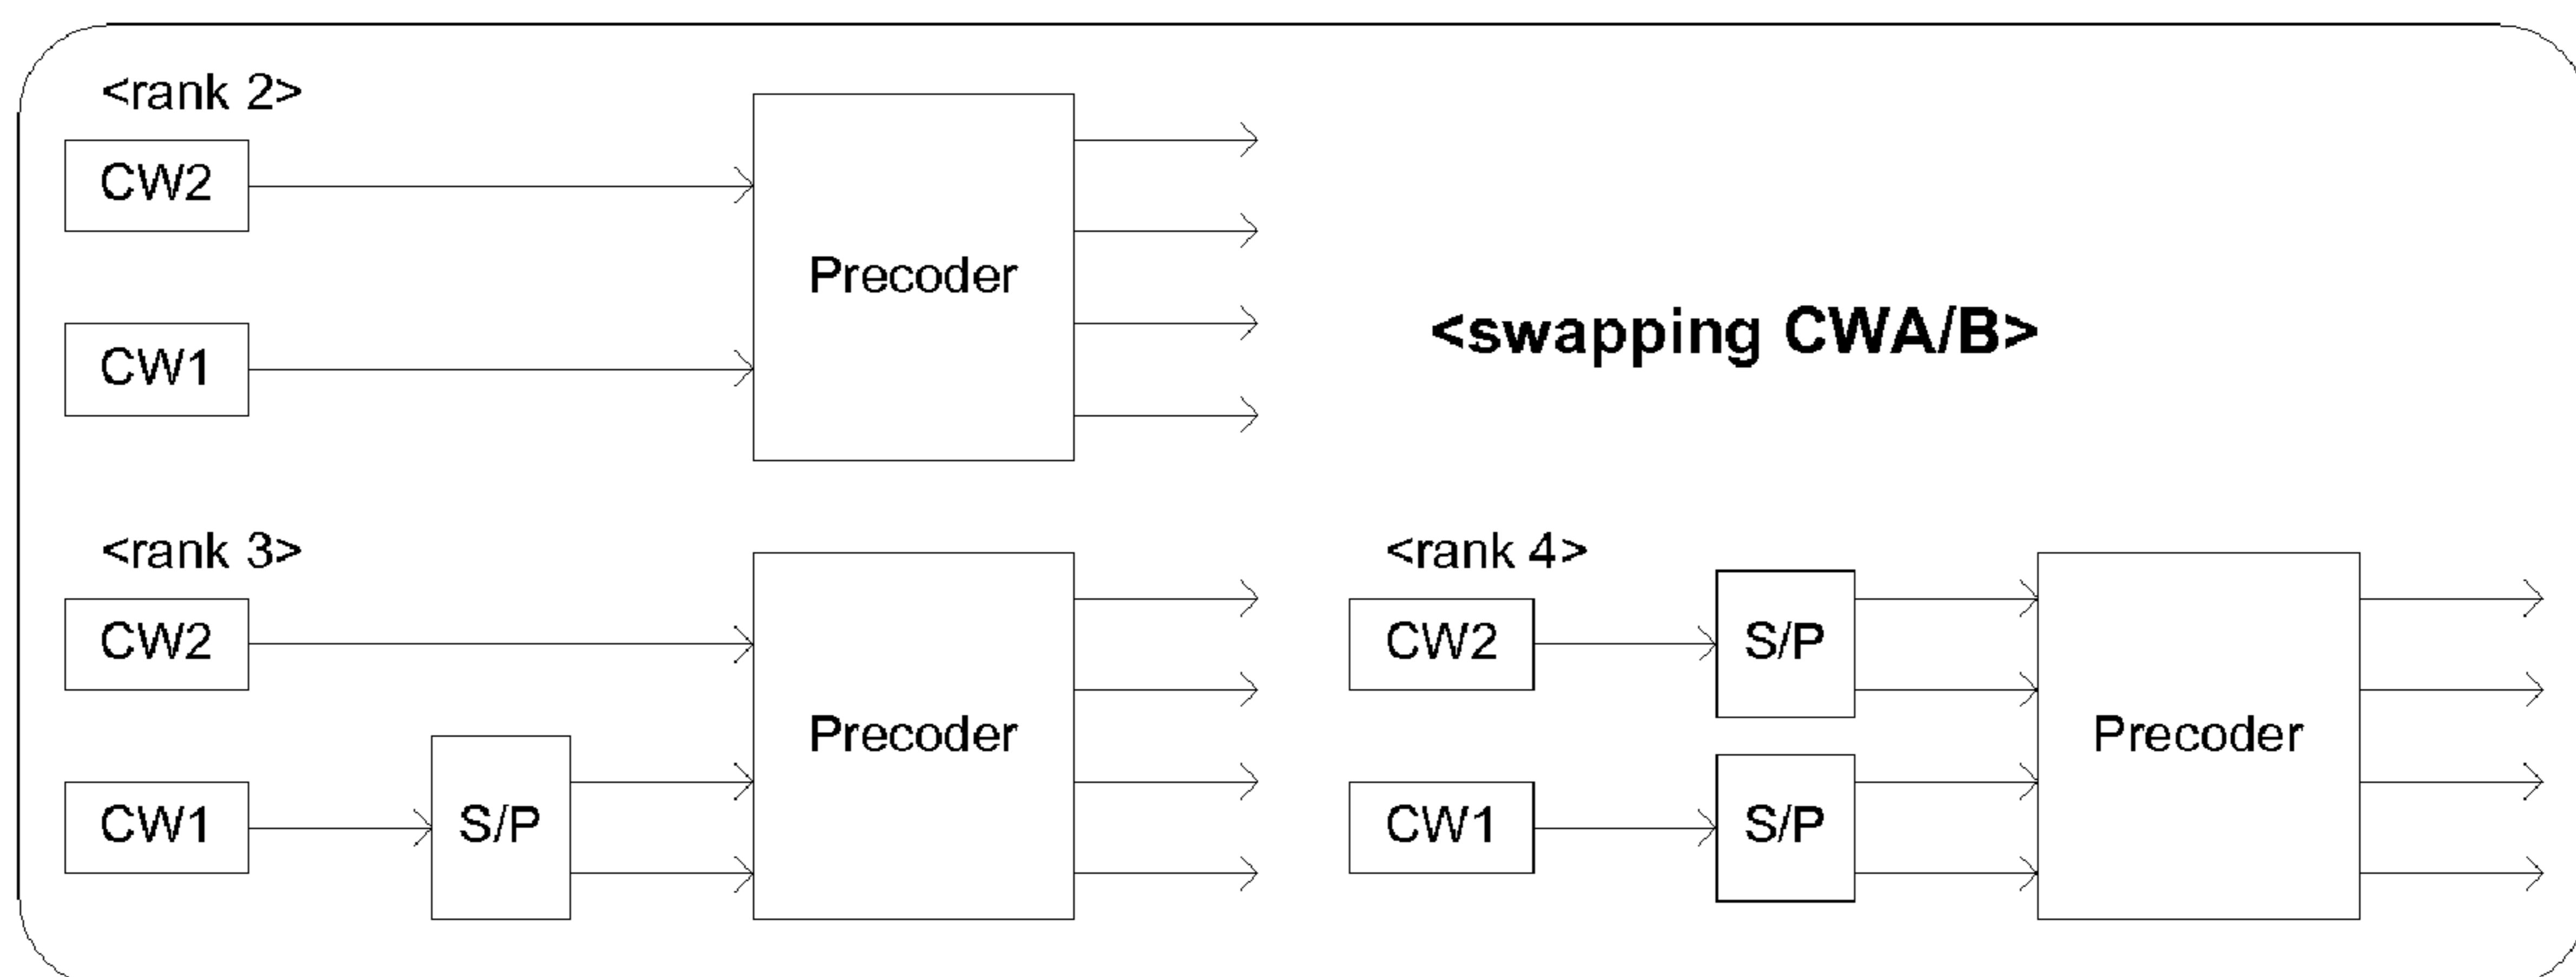 <rank 2>
CW2
CW1
Precoder
<swapping CWA/B>
<rank 3>
CW2
CW1
S/P
Precoder
<rank 4>
CW2
S/P
CW1
S/P
Precoder